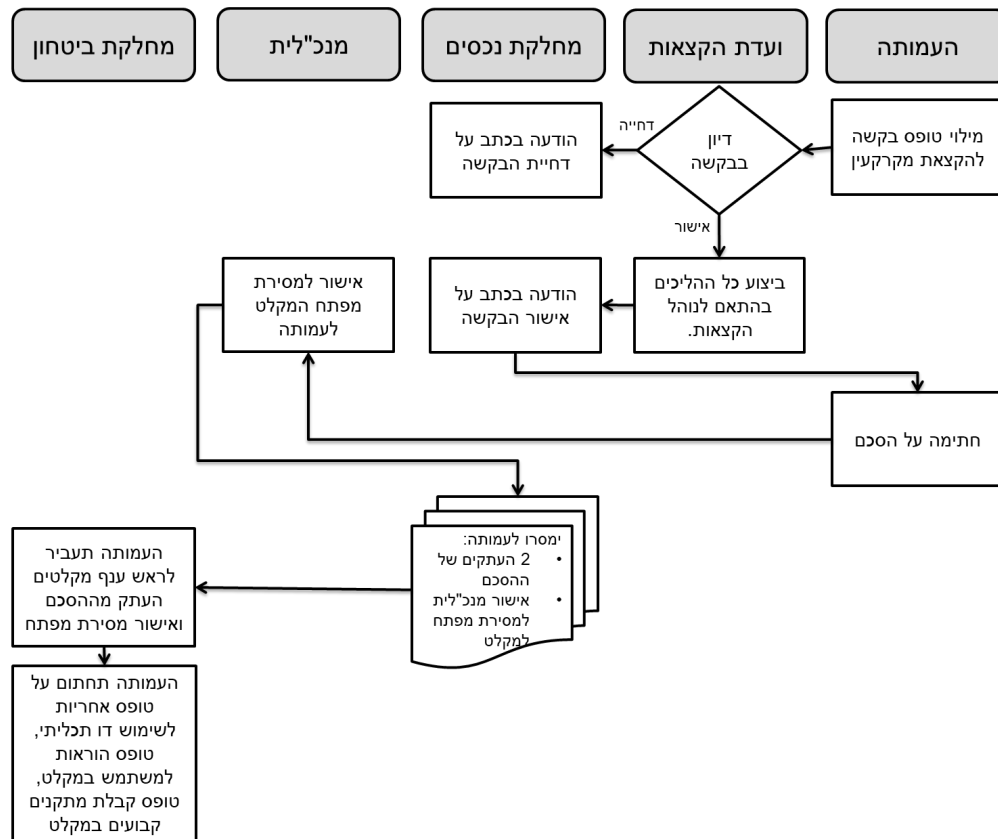 העמותה
ועדת הקצאות
מחלקת נכסים
מנכ"לית
מחלקת ביטחון
מילוי טופס בקשה
להקצאת מקרקעין
דיון
בבקשה
דחייה
הודעה בכתב על
דחיית הבקשה
אישור
ביצוע כל ההליכים
בהתאם לנוהל
הקצאות.
הודעה בכתב על
אישור הבקשה
אישור למסירת
מפתח המקלט
לעמותה
חתימה על הסכם
ימסרו לעמותה:
• 2 העתקים של
ההסכם
• אישור מנכ"לית
למסירת מפתח
למקלט
העמותה תעביר
לראש ענף מקלטים
העתק מההסכם
ואישור מסירת מפתח
העמותה תחתום על
טופס אחריות
לשימוש דו תכליתי,
טופס הוראות
למשתמש במקלט,
טופס קבלת מתקנים
קבועים במקלט